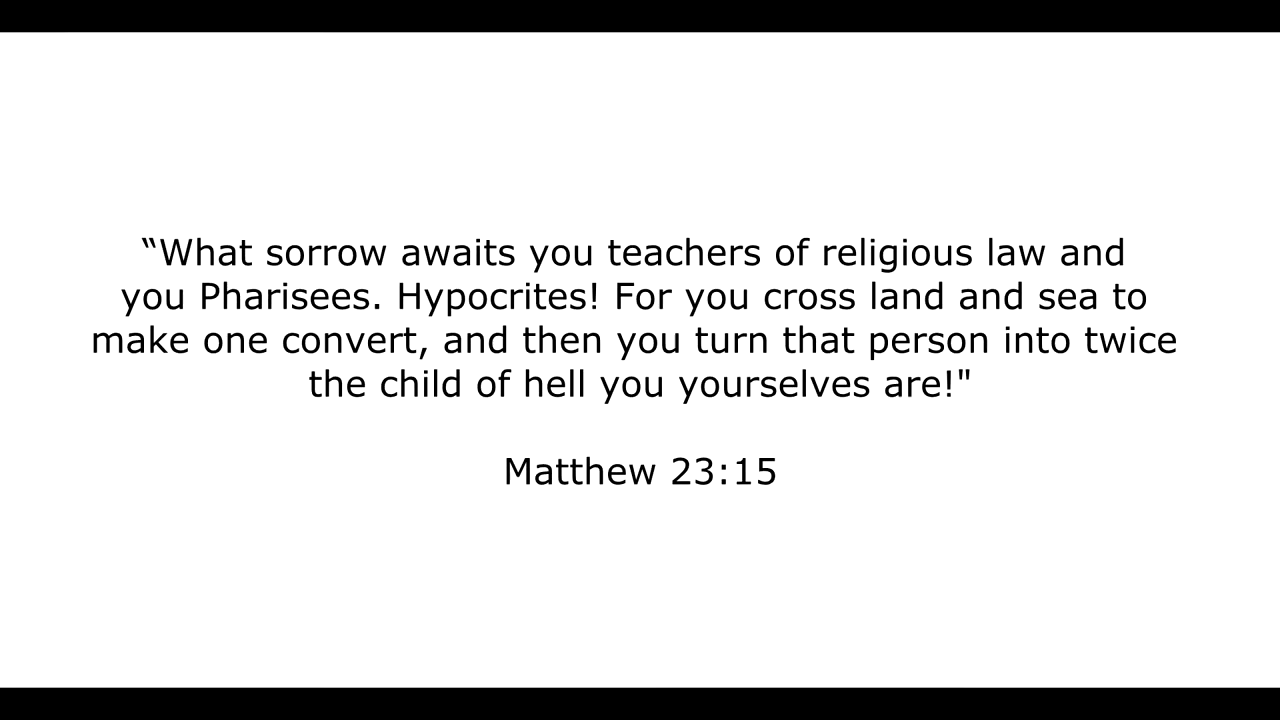 “What sorrow awaits you teachers of religious law and
you Pharisees. Hypocrites! For you cross land and sea to
make one convert, and then you turn that person into twice
the child of hell you yourselves are!"
Matthew 23:15